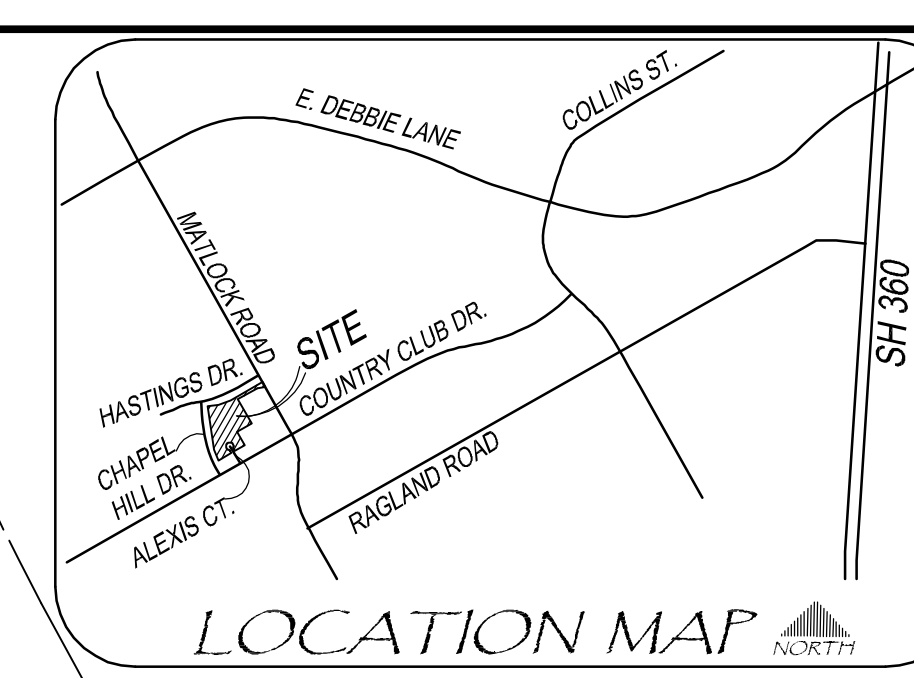 COLLINS ST.
E. DEBBIE LANE
MATLOCK ROAD
SH 360
SITE
COUNTRY CLUB DR.
HASTINGS DR.
CHAPEL
HILL DR.
ALEXIS CT.
RAGLAND ROAD
LOCATION MAP
NORTH